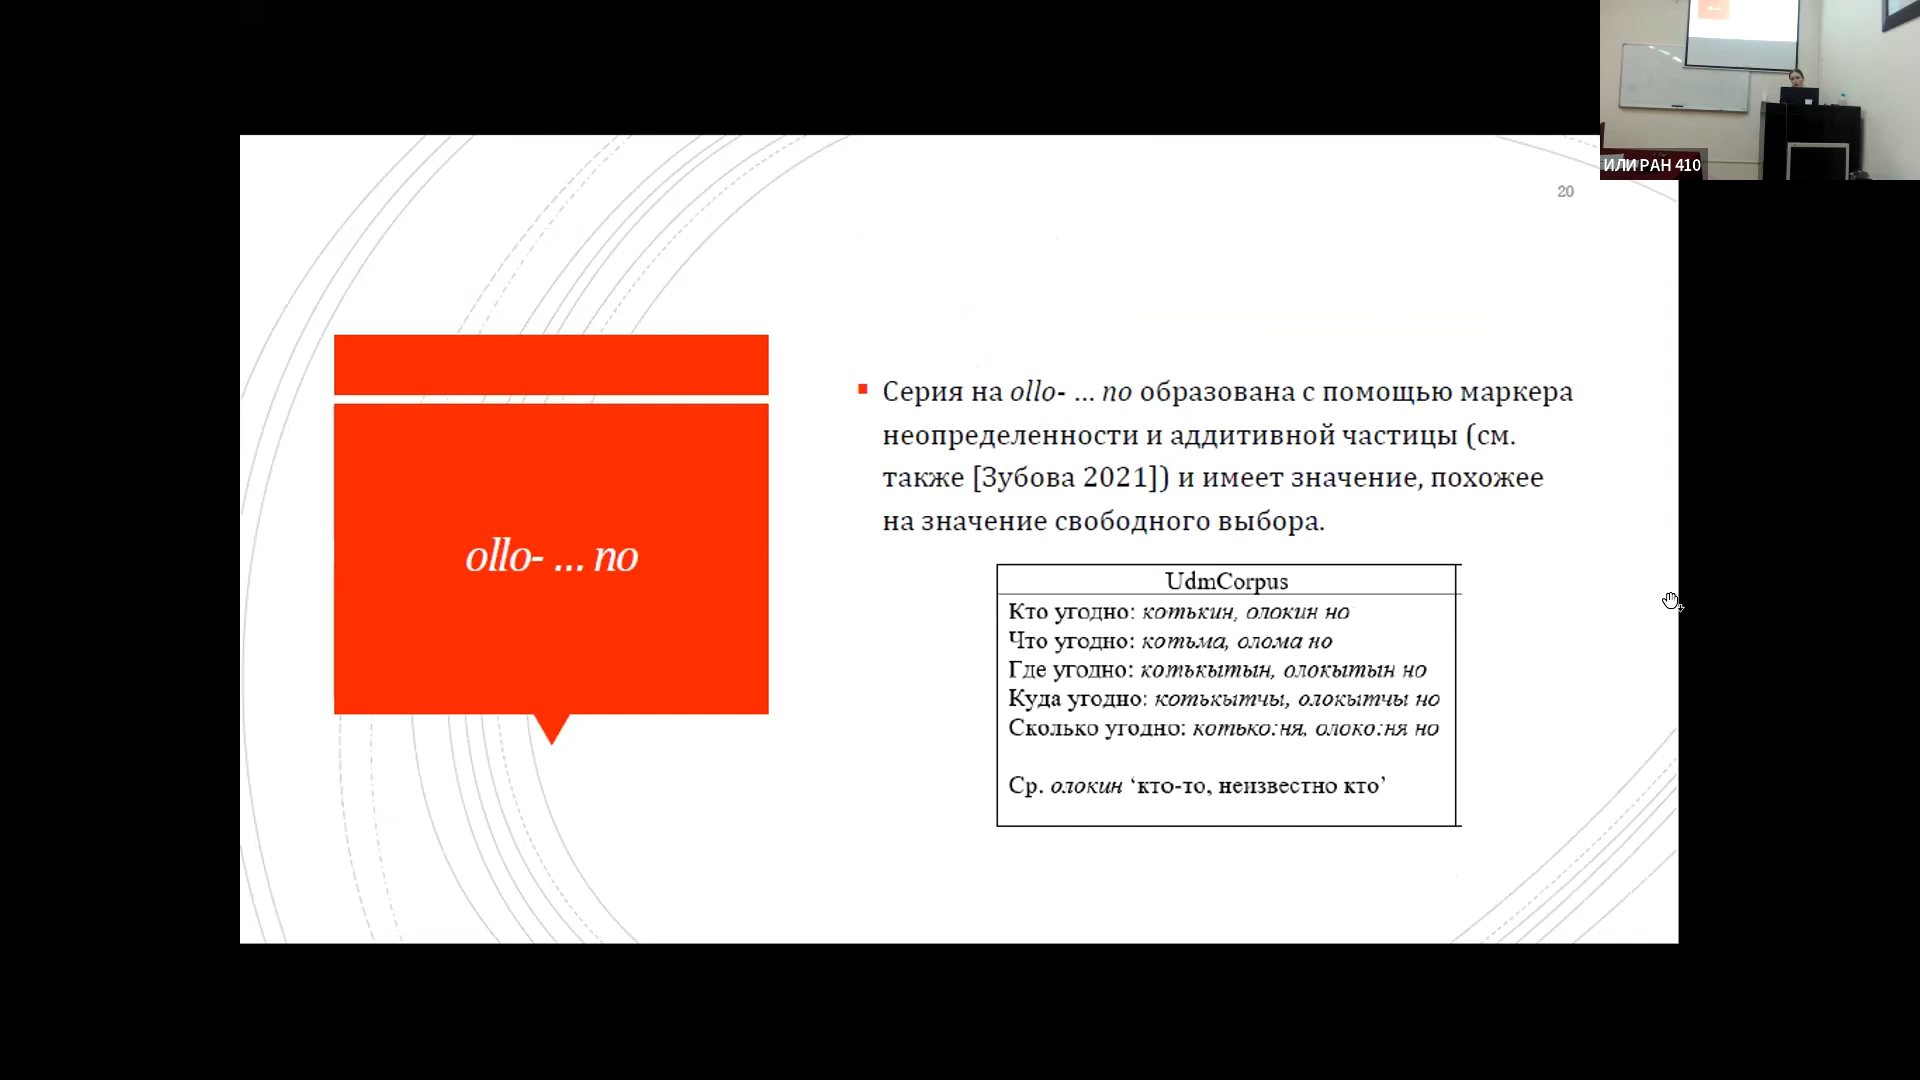 ИЛИ РАН 410
20
ollo- ... no
▪ Серия на ollo- ... no образована с помощью маркера
неопределенности и аддитивной частицы (см.
также [Зубова 2021]) и имеет значение, похожее
на значение свободного выбора.
UdmCorpus
Кто угодно: котькин, олокин но
Что угодно: котьма, олома но
Где угодно: котькытын, олокытын но
Куда угодно: котькытчы, олокытчы но
Сколько угодно: котько:ня, олоко:ня но
Ср. олокин ‘кто-то, неизвестно кто’